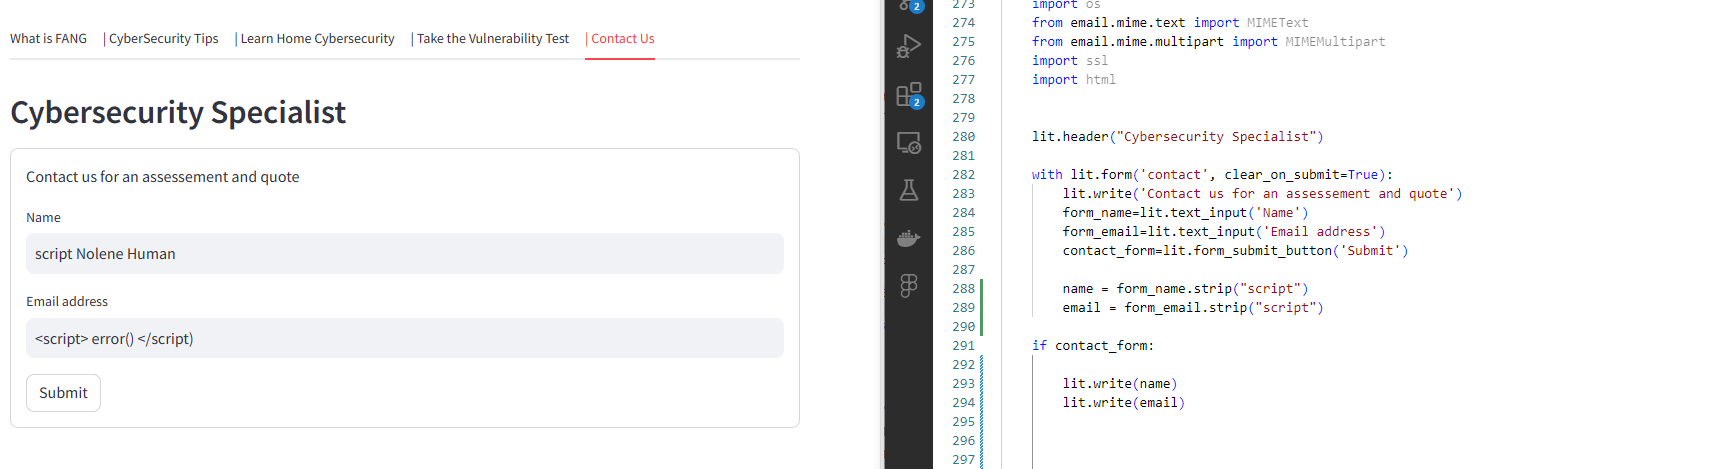 What is FANG | CyberSecurity Tips | Learn Home Cybersecurity | Take the Vulnerability Test | Contact Us
Cybersecurity Specialist
Contact us for an assessement and quote
Name
script Nolene Human
Email address
<script> error() </script)
Submit
2
2
273 import os
274 from email.mime.text import MIMEText
275 from email.mime.multipart import MIMEMultipart
276 import ssl
277 import html
278
279
280 lit.header("Cybersecurity Specialist")
281
282 with lit.form('contact', clear_on_submit=True):
283 lit.write('Contact us for an assessement and quote')
284 form_name=lit.text_input('Name')
285 form_email=lit.text_input('Email address')
286 contact_form=lit.form_submit_button('Submit')
287
288 name = form_name.strip("script")
289 email = form_email.strip("script")
290
291 if contact_form:
292
293 lit.write(name)
294 lit.write(email)
295
296
297